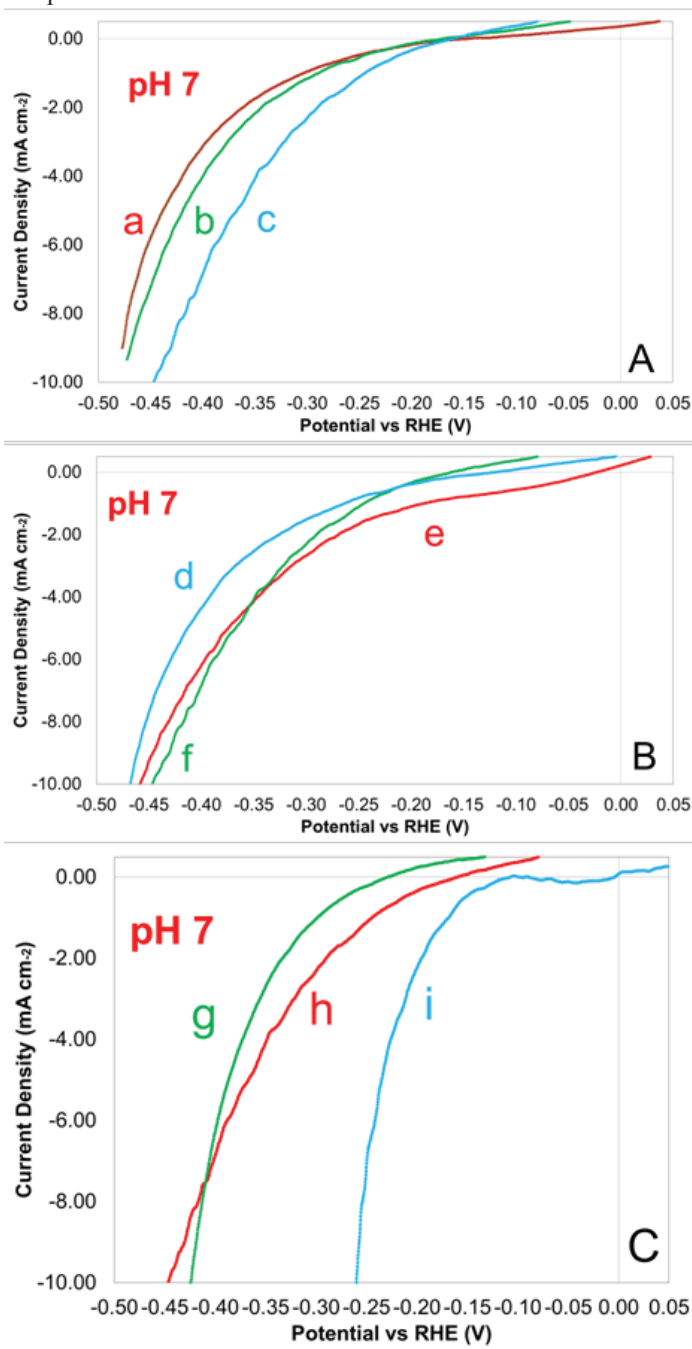 0.00
-2.00
-4.00
-6.00
-8.00
-10.00
Current Density (mA cm-2)
pH 7
a
b
c
A
-0.50 -0.45 -0.40 -0.35 -0.30 -0.25 -0.20 -0.15 -0.10 -0.05 0.00 0.05
Potential vs RHE (V)
0.00
-2.00
-4.00
-6.00
-8.00
-10.00
Current Density (mA cm-2)
pH 7
d
e
f
B
-0.50 -0.45 -0.40 -0.35 -0.30 -0.25 -0.20 -0.15 -0.10 -0.05 0.00 0.05
Potential vs RHE (V)
0.00
-2.00
-4.00
-6.00
-8.00
-10.00
Current Density (mA cm-2)
pH 7
g
h
i
C
-0.50 -0.45 -0.40 -0.35 -0.30 -0.25 -0.20 -0.15 -0.10 -0.05 0.00 0.05
Potential vs RHE (V)